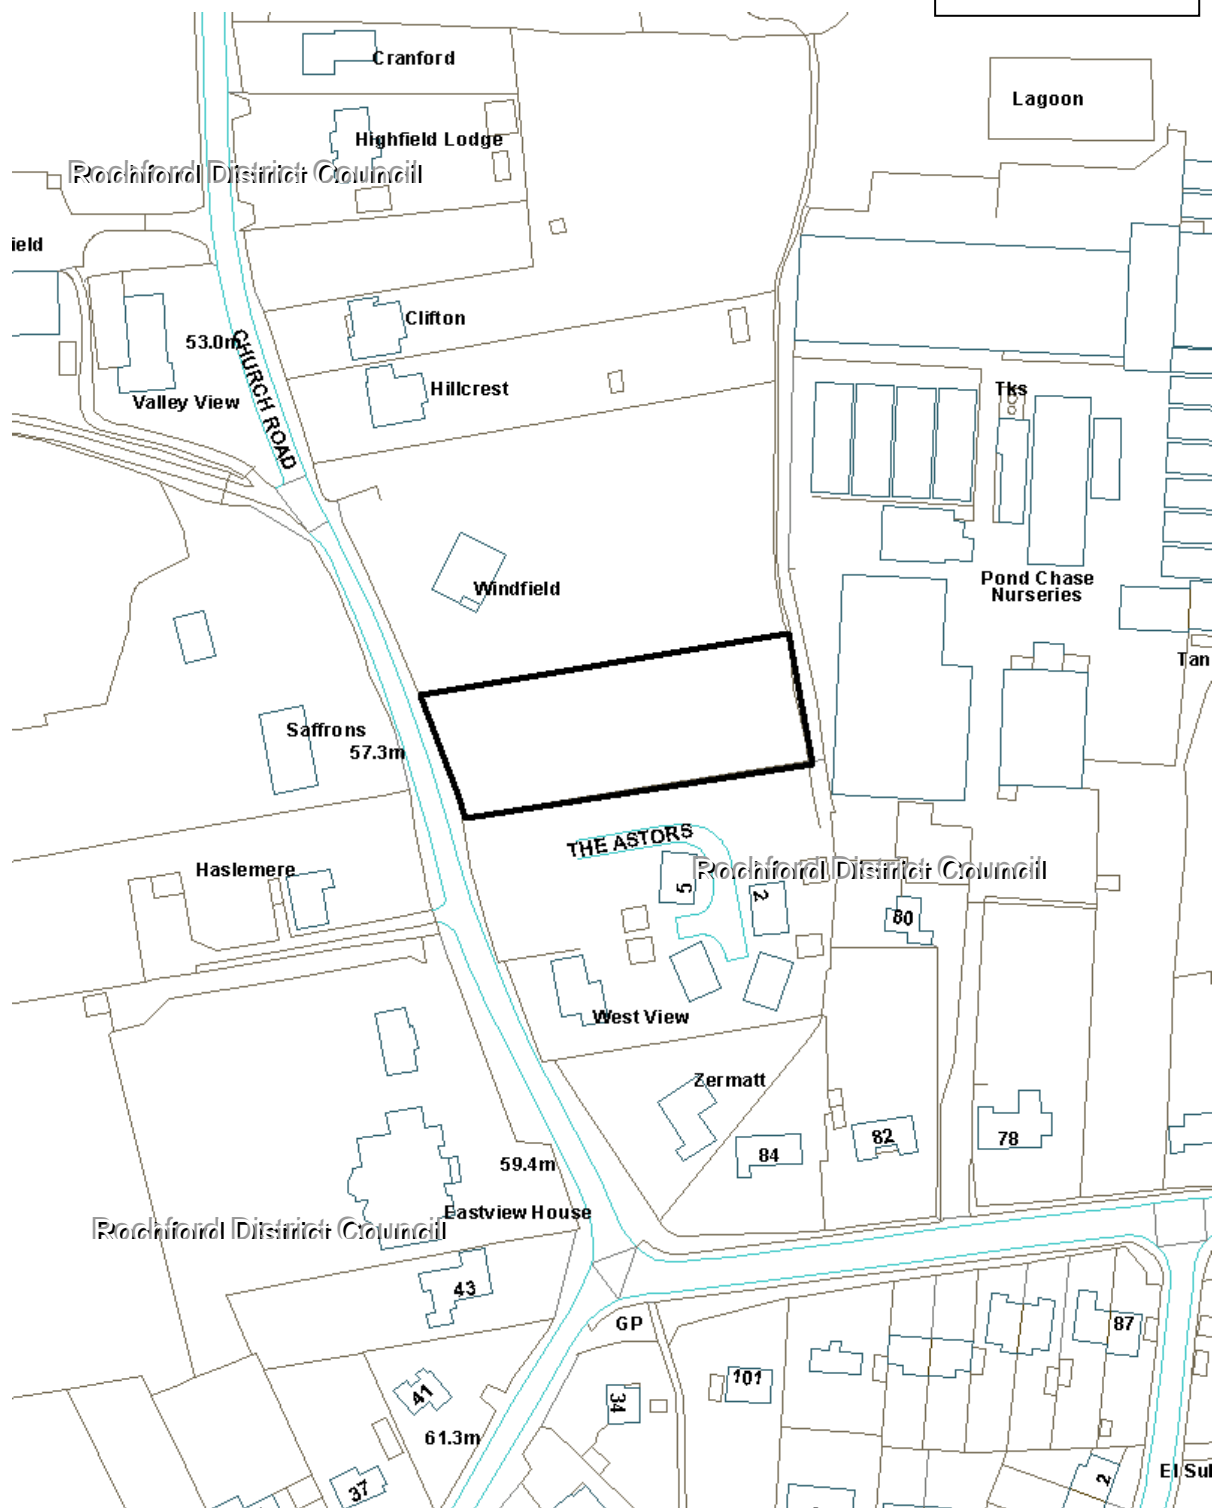 Cranford
Lagoon
Highfield Lodge
Rochford District Council
ield
Clifton
53.0m
CHURCH ROAD
Hillcrest
Tks
Valley View
Pond Chase
Nurseries
Windfield
Tan
Saffrons
57.3m
THE ASTORS
Haslemere
Rochford District Council
5
2
80
West View
Zermatt
82
78
84
59.4m
Eastview House
Rochford District Council
43
GP
87
101
41
34
61.3m
El Sul
37
2